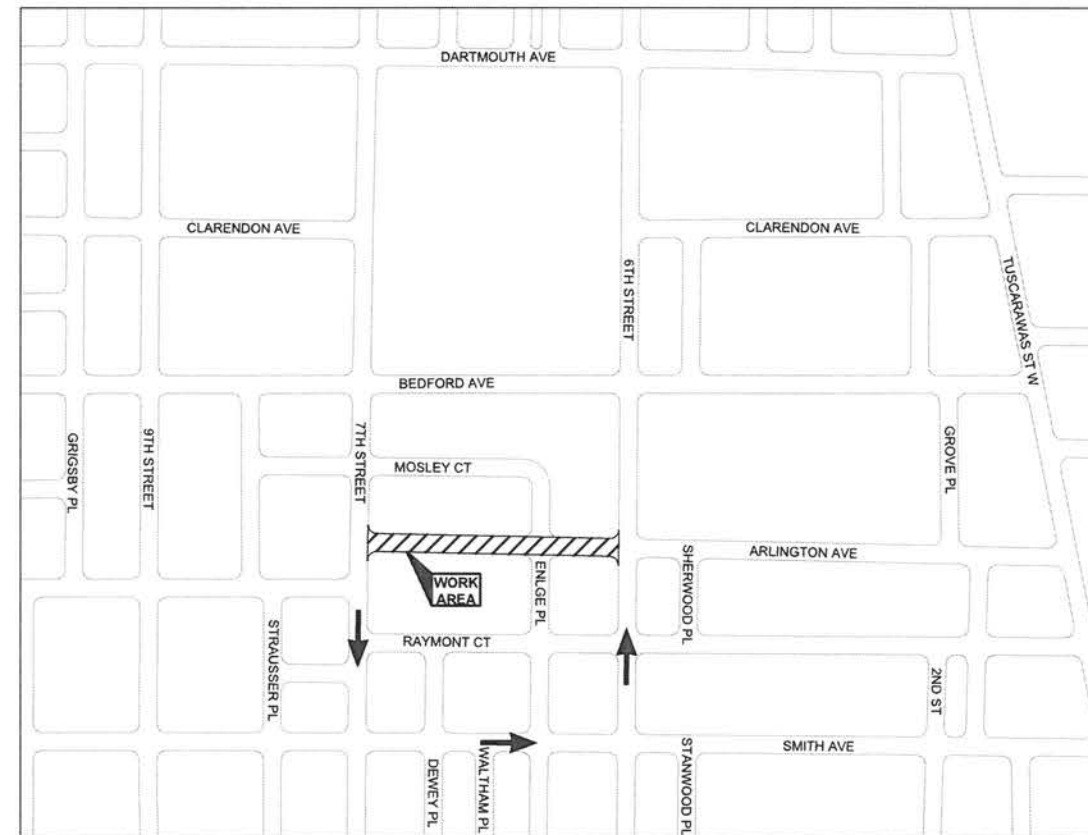 DARTMOUTH AVE
CLARENDON AVE
CLARENDON AVE
6TH STREET
TUSCARAWAS ST W
BEDFORD AVE
GRIGSBY PL
9TH STREET
7TH STREET
GROVE PL
MOSLEY CT
ARLINGTON AVE
SHERWOOD PL
ENLGE PL
WORK
AREA
STRAUSSER PL
RAYMONT CT
2ND ST
SMITH AVE
DEWEY PL
WALTHAM PL
STANWOOD PL